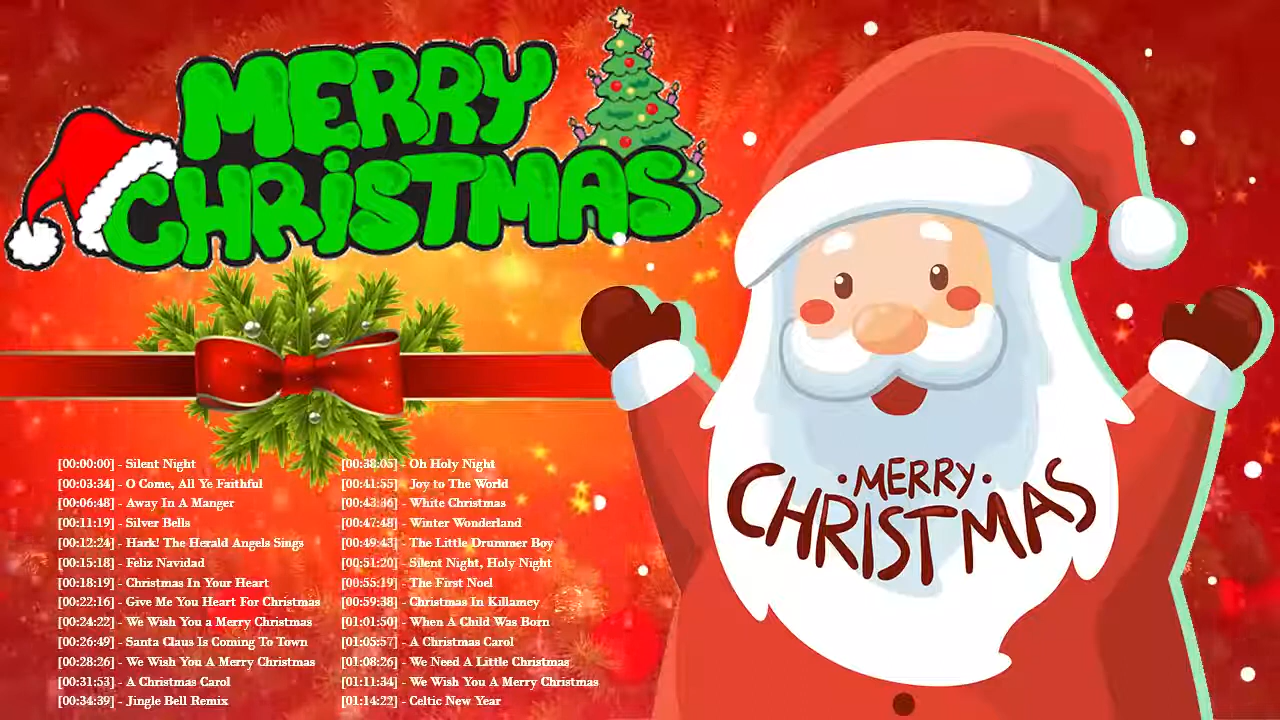 MERRY
CHRiSTMAS
• MERRY •
CHRISTMAS
[00:00:00] - Silent Night
[00:03:34] - O Come, All Ye Faithful
[00:06:48] - Away In A Manger
[00:11:19] - Silver Bells
[00:12:24] - Hark! The Herald Angels Sings
[00:15:18] - Feliz Navidad
[00:18:19] - Christmas In Your Heart
[00:22:16] - Give Me You Heart For Christmas
[00:24:22] - We Wish You a Merry Christmas
[00:26:49] - Santa Claus Is Coming To Town
[00:28:26] - We Wish You A Merry Christmas
[00:31:53] - A Christmas Carol
[00:34:39] - Jingle Bell Remix
[00:38:05] - Oh Holy Night
[00:41:55] - Joy to The World
[00:43:36] - White Christmas
[00:47:48] - Winter Wonderland
[00:49:43] - The Little Drummer Boy
[00:51:20] - Silent Night, Holy Night
[00:55:19] - The First Noel
[00:59:38] - Christmas In Killarney
[01:01:50] - When A Child Was Born
[01:05:57] - A Christmas Carol
[01:08:26] - We Need A Little Christmas
[01:11:34] - We Wish You A Merry Christmas
[01:14:22] - Celtic New Year